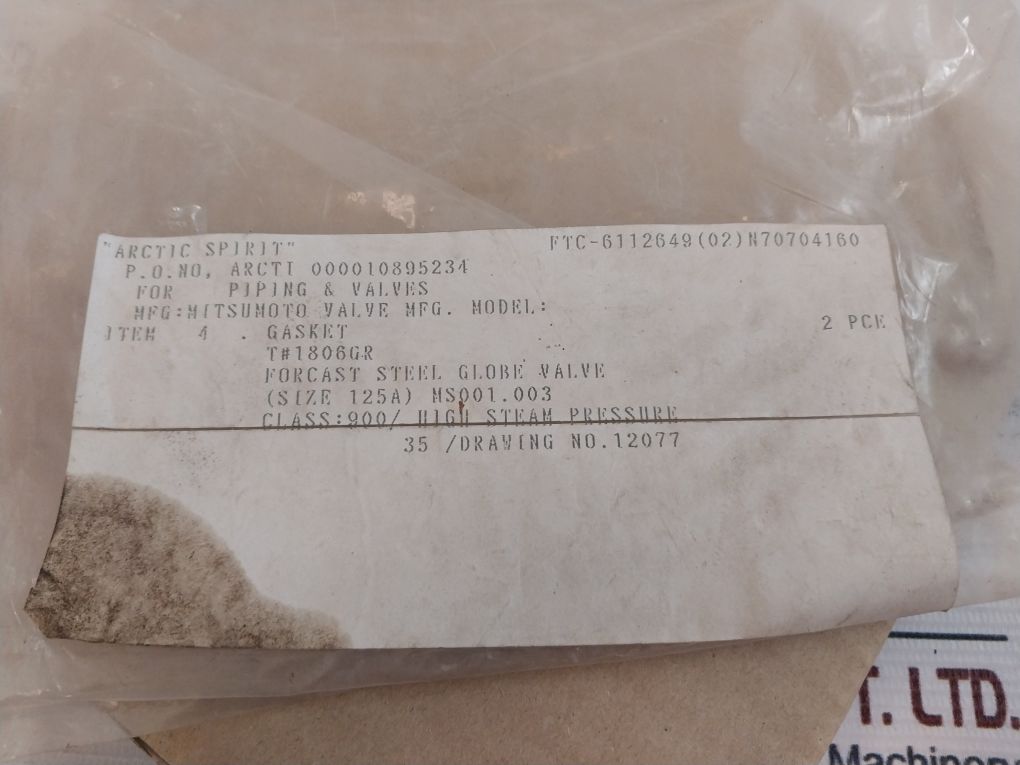 "ARCTIC SPIRIT" FTC-6112649(02)N70704160
P.O.NO, ARCTI 000010895234
FOR PIPING & VALVES
MFG:MITSUMOTO VALVE MFG. MODEL:
ITEM 4 . GASKET 2 PCE
T#1806GR
FORCAST STEEL GLOBE VALVE
(SIZE 125A) MS001.003
CLASS:900/ HIGH STEAM PRESSURE
35 /DRAWING NO.12077
T. LTD.